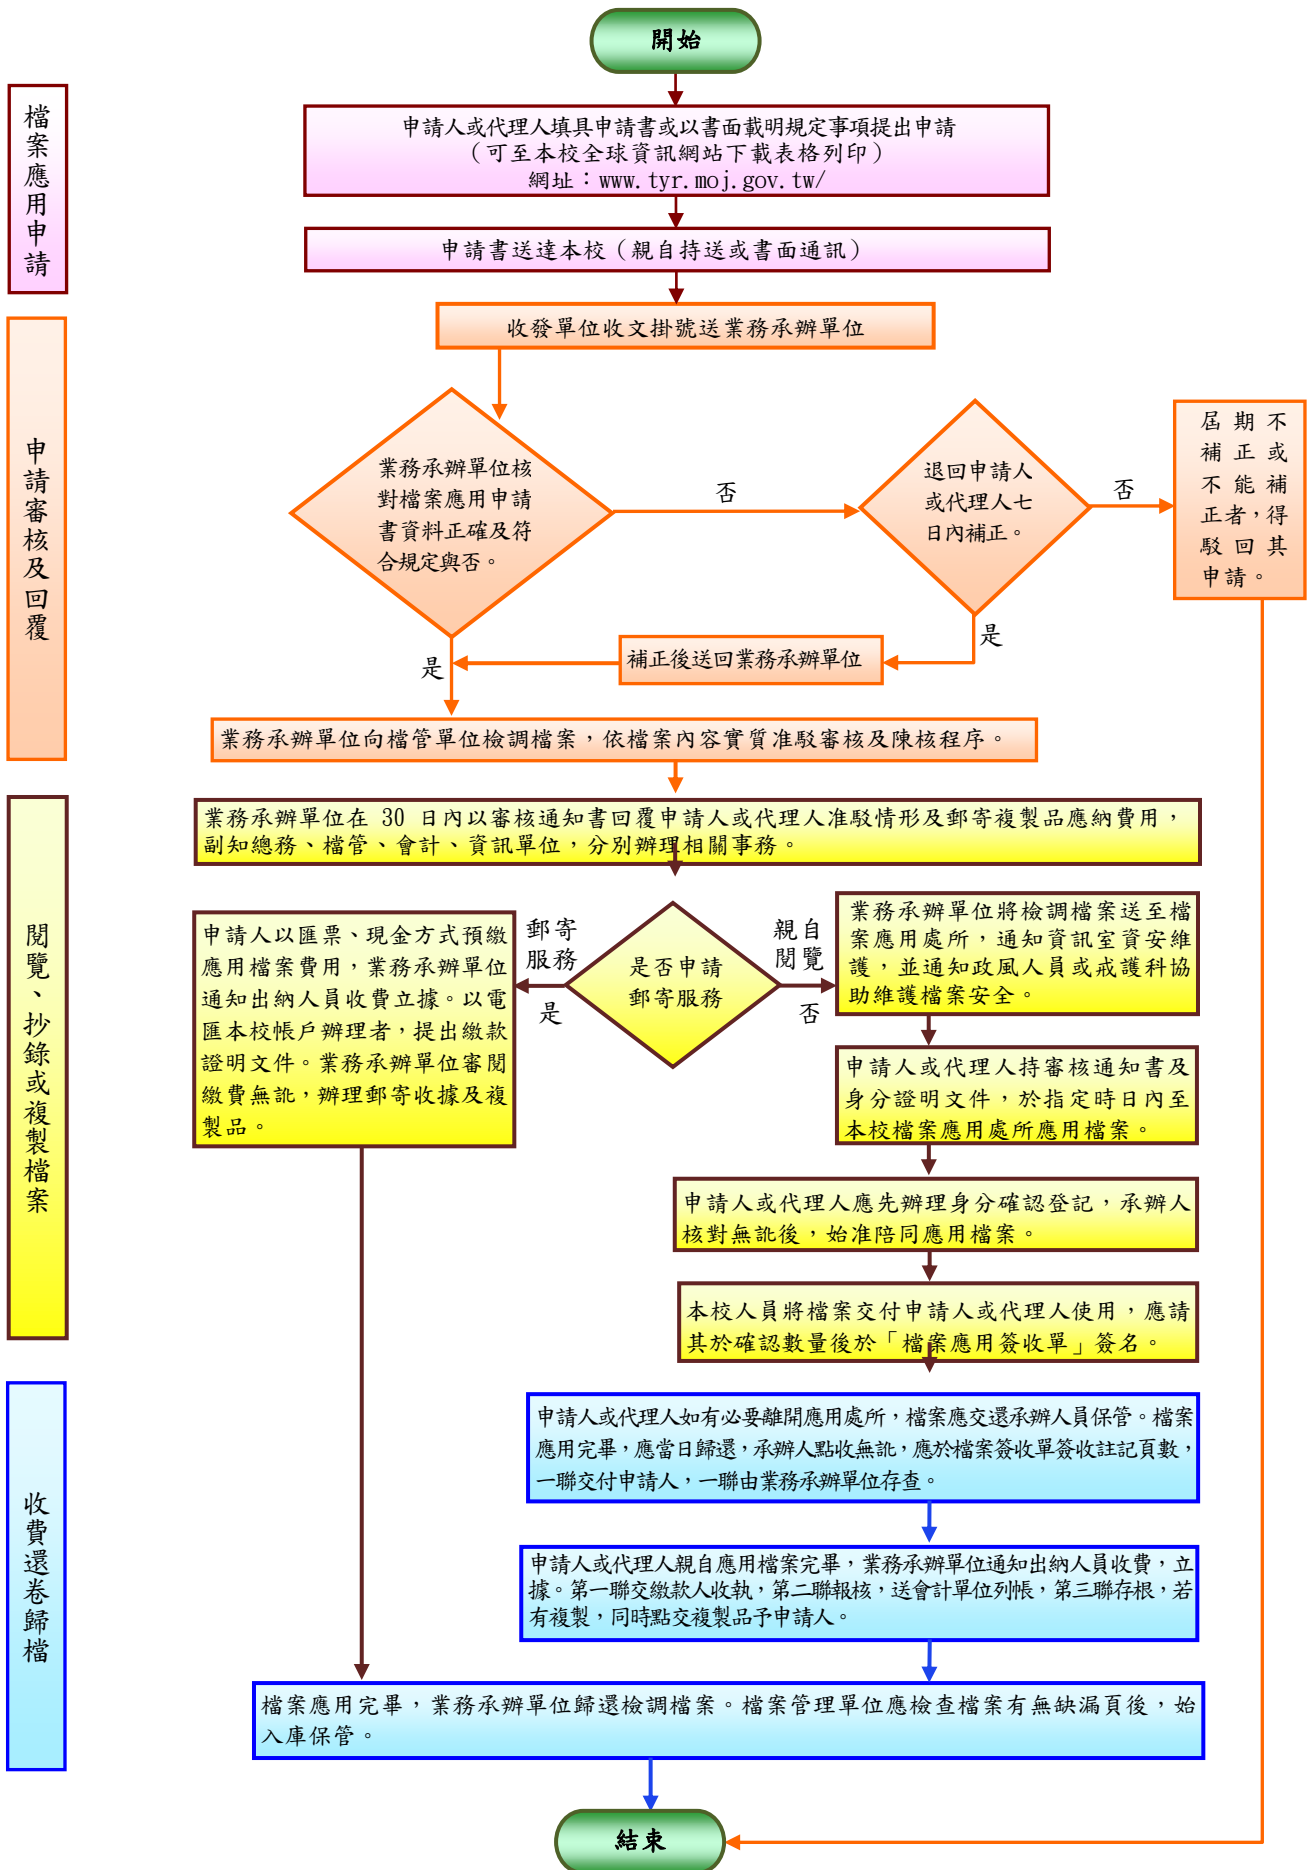 開始
檔案應用申請
申請人或代理人填具申請書或以書面載明規定事項提出申請
（可至本校全球資訊網站下載表格列印）
網址：www.tyr.moj.gov.tw/
申請書送達本校（親自持送或書面通訊）
申請審核及回覆
收發單位收文掛號送業務承辦單位
業務承辦單位核
對檔案應用申請
書資料正確及符
合規定與否。
否
退回申請人
或代理人七
日內補正。
否
屆期不
補正或
不能補
正者，得
駁回其
申請。
是
補正後送回業務承辦單位
是
業務承辦單位向檔管單位檢調檔案，依檔案內容實質准駁審核及陳核程序。
閱覽、抄錄或複製檔案
業務承辦單位在 30 日內以審核通知書回覆申請人或代理人准駁情形及郵寄複製品應納費用，
副知總務、檔管、會計、資訊單位，分別辦理相關事務。
是否申請
郵寄服務
郵寄
服務
是
申請人以匯票、現金方式預繳
應用檔案費用，業務承辦單位
通知出納人員收費立據。以電
匯本校帳戶辦理者，提出繳款
證明文件。業務承辦單位審閱
繳費無訛，辦理郵寄收據及複
製品。
親自
閱覽
否
業務承辦單位將檢調檔案送至檔
案應用處所，通知資訊室資安維
護，並通知政風人員或戒護科協
助維護檔案安全。
申請人或代理人持審核通知書及
身分證明文件，於指定時日內至
本校檔案應用處所應用檔案。
申請人或代理人應先辦理身分確認登記，承辦人
核對無訛後，始准陪同應用檔案。
本校人員將檔案交付申請人或代理人使用，應請
其於確認數量後於「檔案應用簽收單」簽名。
收費還卷歸檔
申請人或代理人如有必要離開應用處所，檔案應交還承辦人員保管。檔案
應用完畢，應當日歸還，承辦人點收無訛，應於檔案簽收單簽收註記頁數，
一聯交付申請人，一聯由業務承辦單位存查。
申請人或代理人親自應用檔案完畢，業務承辦單位通知出納人員收費，立
據。第一聯交繳款人收執，第二聯報核，送會計單位列帳，第三聯存根，若
有複製，同時點交複製品予申請人。
檔案應用完畢，業務承辦單位歸還檢調檔案。檔案管理單位應檢查檔案有無缺漏頁後，始
入庫保管。
結束